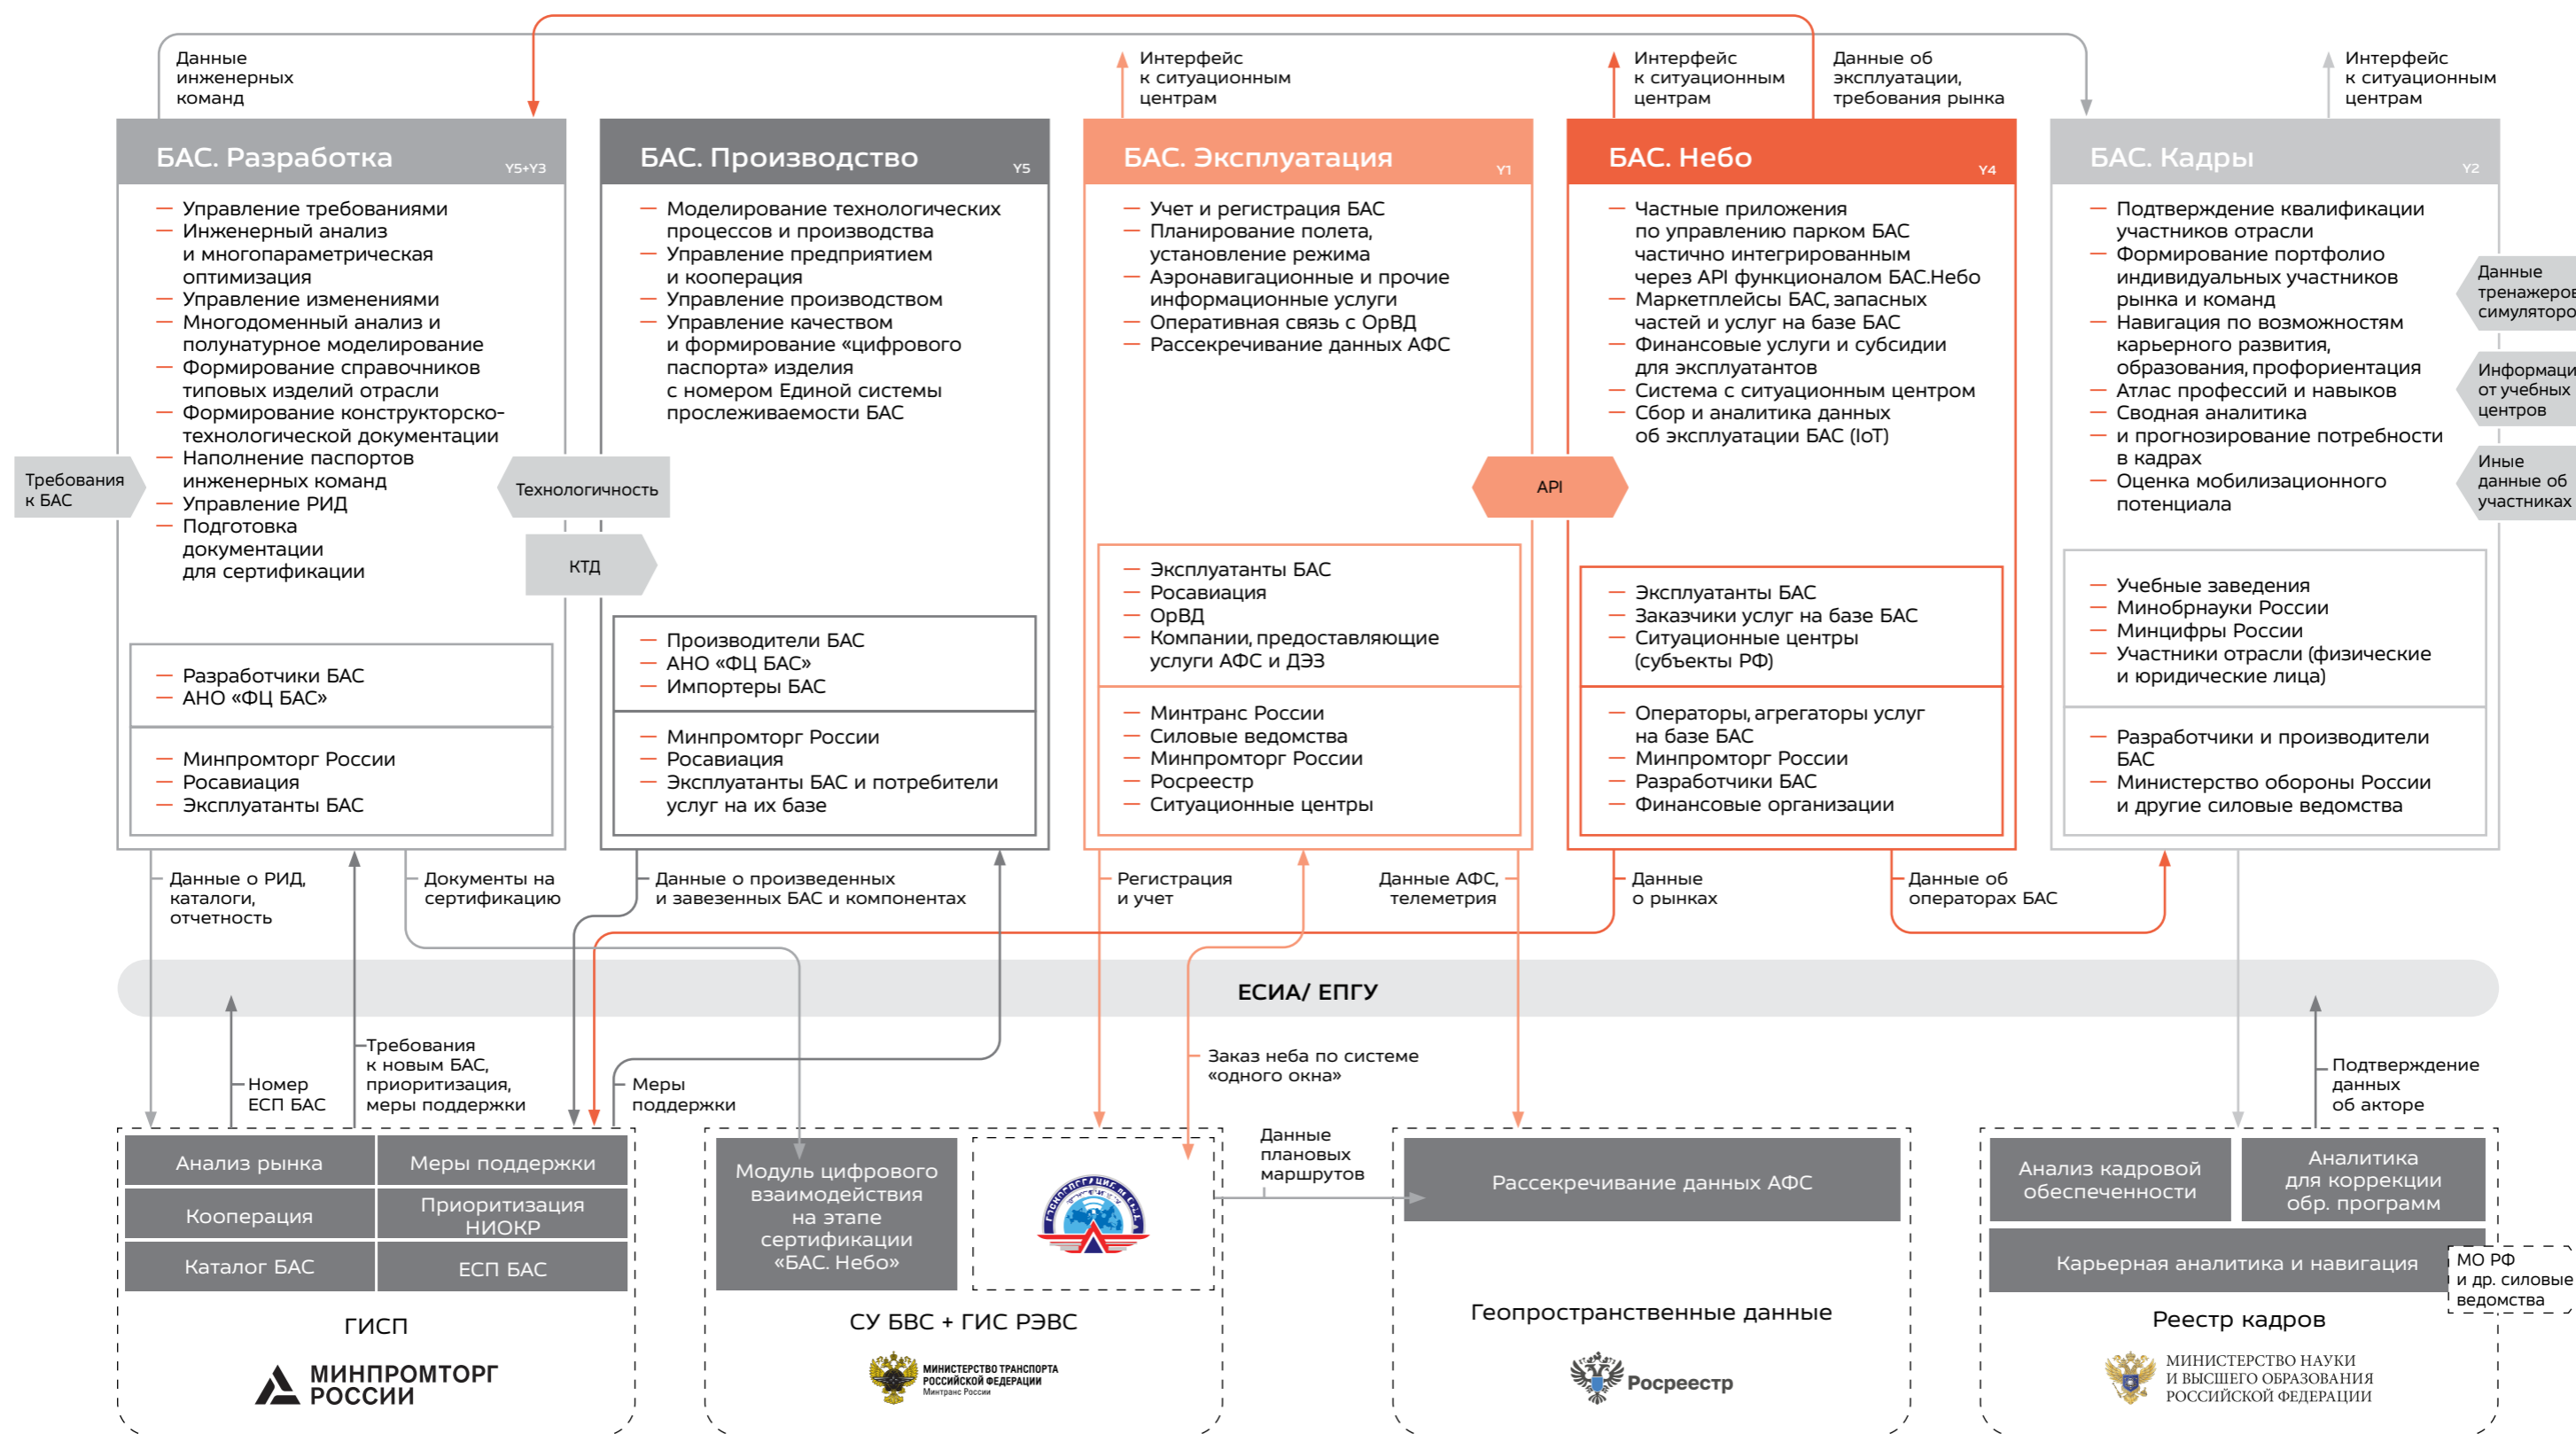 Данные
инженерных
команд
Интерфейс
к ситуационным
центрам
Интерфейс
к ситуационным
центрам
Данные об
эксплуатации,
требования рынка
Интерфейс
к ситуационным
центрам
БАС. Разработка
Y5+Y3
— Управление требованиями
— Инженерный анализ
и многопараметрическая
оптимизация
— Управление изменениями
— Многодоменный анализ и
полунатурное моделирование
— Формирование справочников
типовых изделий отрасли
— Формирование конструкторско-
технологической документации
— Наполнение паспортов
инженерных команд
— Управление РИД
— Подготовка
документации
для сертификации
Требования
к БАС
Технологичность
КТД
— Разработчики БАС
— АНО «ФЦ БАС»
— Минпромторг России
— Росавиация
— Эксплуатанты БАС
БАС. Производство
Y5
— Моделирование технологических
процессов и производства
— Управление предприятием
и кооперация
— Управление производством
— Управление качеством
и формирование «цифрового
паспорта» изделия
с номером Единой системы
прослеживаемости БАС
— Производители БАС
— АНО «ФЦ БАС»
— Импортеры БАС
— Минпромторг России
— Росавиация
— Эксплуатанты БАС и потребители
услуг на их базе
БАС. Эксплуатация
Y1
— Учет и регистрация БАС
— Планирование полета,
установление режима
— Аэронавигационные и прочие
информационные услуги
— Оперативная связь с ОрВД
— Рассекречивание данных АФС
API
— Эксплуатанты БАС
— Росавиация
— ОрВД
— Компании, предоставляющие
услуги АФС и ДЭЗ
— Минтранс России
— Силовые ведомства
— Минпромторг России
— Росреестр
— Ситуационные центры
БАС. Небо
Y4
— Частные приложения
по управлению парком БАС
частично интегрированным
через API функционалом БАС.Небо
— Маркетплейсы БАС, запасных
частей и услуг на базе БАС
— Финансовые услуги и субсидии
для эксплуатантов
— Система с ситуационным центром
— Сбор и аналитика данных
об эксплуатации БАС (IoT)
— Эксплуатанты БАС
— Заказчики услуг на базе БАС
— Ситуационные центры
(субъекты РФ)
— Операторы, агрегаторы услуг
на базе БАС
— Минпромторг России
— Разработчики БАС
— Финансовые организации
БАС. Кадры
Y2
— Подтверждение квалификации
участников отрасли
— Формирование портфолио
индивидуальных участников
рынка и команд
— Навигация по возможностям
карьерного развития,
образования, профориентация
— Атлас профессий и навыков
— Сводная аналитика
— и прогнозирование потребности
в кадрах
— Оценка мобилизационного
потенциала
Данные
тренажеров
симуляторо
Информаци
от учебных
центров
Иные
данные об
участниках
— Учебные заведения
— Минобрнауки России
— Минцифры России
— Участники отрасли (физические
и юридические лица)
— Разработчики и производители
БАС
— Министерство обороны России
и другие силовые ведомства
Данные о РИД,
каталоги,
отчетность
Документы на
сертификацию
Данные о произведенных
и завезенных БАС и компонентах
Регистрация
и учет
Данные АФС,
телеметрия
Данные
о рынках
Данные об
операторах БАС
ЕСИА/ ЕПГУ
Номер
ЕСП БАС
Требования
к новым БАС,
приоритизация,
меры поддержки
Меры
поддержки
Заказ неба по системе
«одного окна»
Подтверждение
данных
об акторе
Анализ рынка
Меры поддержки
Кооперация
Приоритизация
НИОКР
Каталог БАС
ЕСП БАС
ГИСП
МИНПРОМТОРГ
РОССИИ
Модуль цифрового
взаимодействия
на этапе
сертификации
«БАС. Небо»
СУ БВС + ГИС РЭВС
МИНИСТЕРСТВО ТРАНСПОРТА
РОССИЙСКОЙ ФЕДЕРАЦИИ
Минтранс России
Данные
плановых
маршрутов
Рассекречивание данных АФС
Геопространственные данные
Росреестр
Анализ кадровой
обеспеченности
Аналитика
для коррекции
обр. программ
Карьерная аналитика и навигация
МО РФ
и др. силовые
ведомства
Реестр кадров
МИНИСТЕРСТВО НАУКИ
И ВЫСШЕГО ОБРАЗОВАНИЯ
РОССИЙСКОЙ ФЕДЕРАЦИИ